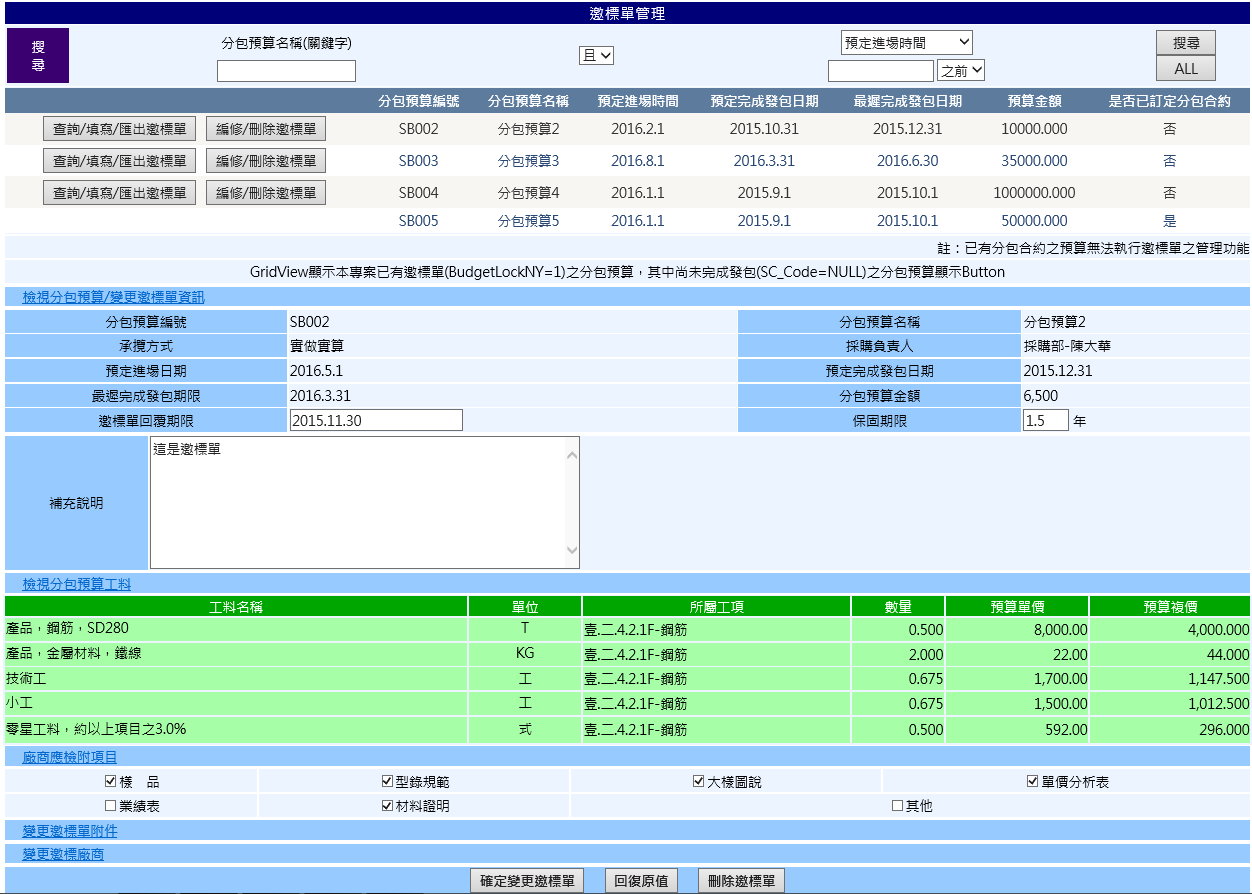 邀標單管理
搜尋 分包預算名稱(關鍵字) 且 預定進場時間 搜尋
之前 ALL
分包預算編號 分包預算名稱 預定進場時間 預定完成發包日期 最遲完成發包日期 預算金額 是否已訂定分包合約
查詢/填寫/匯出邀標單 編修/刪除邀標單 SB002 分包預算2 2016.2.1 2015.10.31 2015.12.31 10000.000 否
查詢/填寫/匯出邀標單 編修/刪除邀標單 SB003 分包預算3 2016.8.1 2016.3.31 2016.6.30 35000.000 否
查詢/填寫/匯出邀標單 編修/刪除邀標單 SB004 分包預算4 2016.1.1 2015.9.1 2015.10.1 1000000.000 否
SB005 分包預算5 2016.1.1 2015.9.1 2015.10.1 50000.000 是
註：已有分包合約之預算無法執行邀標單之管理功能
GridView顯示本專案已有邀標單(BudgetLockNY=1)之分包預算，其中尚未完成發包(SC_Code=NULL)之分包預算顯示Button
檢視分包預算/變更邀標單資訊
分包預算編號 SB002 分包預算名稱 分包預算2
承攬方式 實做實算 採購負責人 採購部-陳大華
預定進場日期 2016.5.1 預定完成發包日期 2015.12.31
最遲完成發包期限 2016.3.31 分包預算金額 6,500
邀標單回覆期限 2015.11.30 保固期限 1.5 年
補充說明 這是邀標單
檢視分包預算工料
工料名稱 單位 所屬工項 數量 預算單價 預算複價
產品，鋼筋，SD280 T 壹.二.4.2.1F-鋼筋 0.500 8,000.00 4,000.000
產品，金屬材料，鐵線 KG 壹.二.4.2.1F-鋼筋 2.000 22.00 44.000
技術工 工 壹.二.4.2.1F-鋼筋 0.675 1,700.00 1,147.500
小工 工 壹.二.4.2.1F-鋼筋 0.675 1,500.00 1,012.500
零星工料，約以上項目之3.0% 式 壹.二.4.2.1F-鋼筋 0.500 592.00 296.000
廠商應檢附項目
樣 品 型錄規範 大樣圖說 單價分析表
業績表 材料證明 其他
變更邀標單附件
變更邀標廠商
確定變更邀標單 回復原值 刪除邀標單